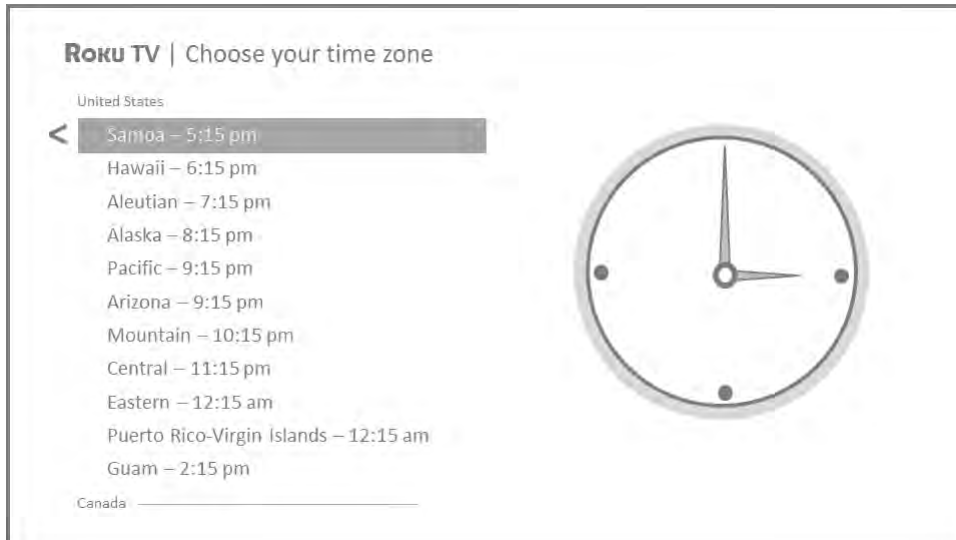 ROKU TV | Choose your time zone
United States
< Samoa – 5:15 pm
Hawaii – 6:15 pm
Aleutian – 7:15 pm
Alaska – 8:15 pm
Pacific – 9:15 pm
Arizona – 9:15 pm
Mountain – 10:15 pm
Central – 11:15 pm
Eastern – 12:15 am
Puerto Rico-Virgin Islands – 12:15 am
Guam – 2:15 pm
Canada